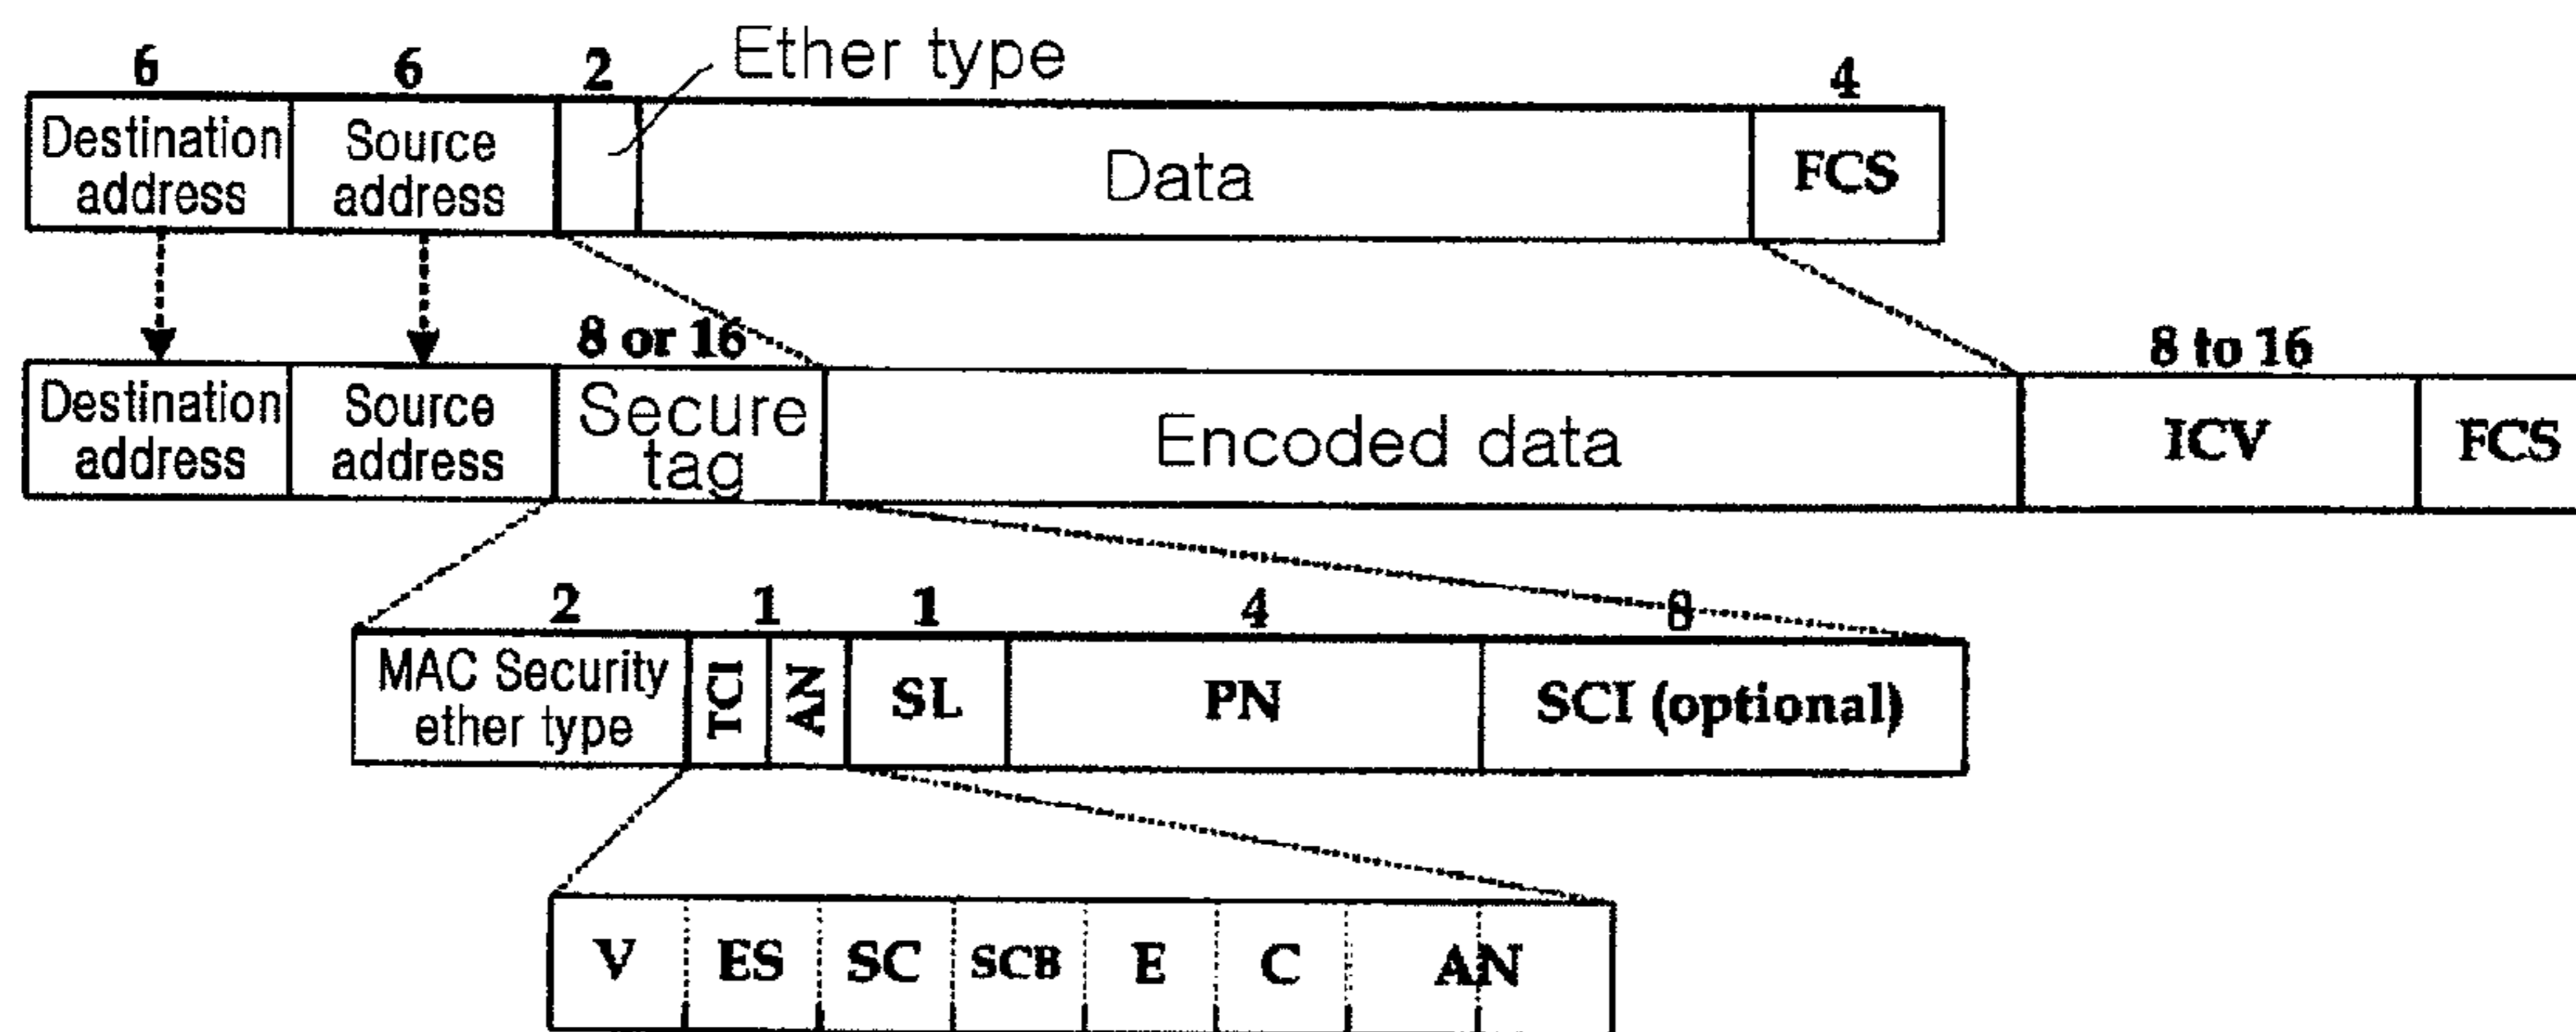 6 6 2 Ether type 4
Destination address Source address Data FCS
8 or 16 8 to 16
Destination address Source address Secure tag Encoded data ICV FCS
2 1 1 4 8
MAC Security ether type TCI AN SL PN SCI (optional)
V ES SC SCB E C AN